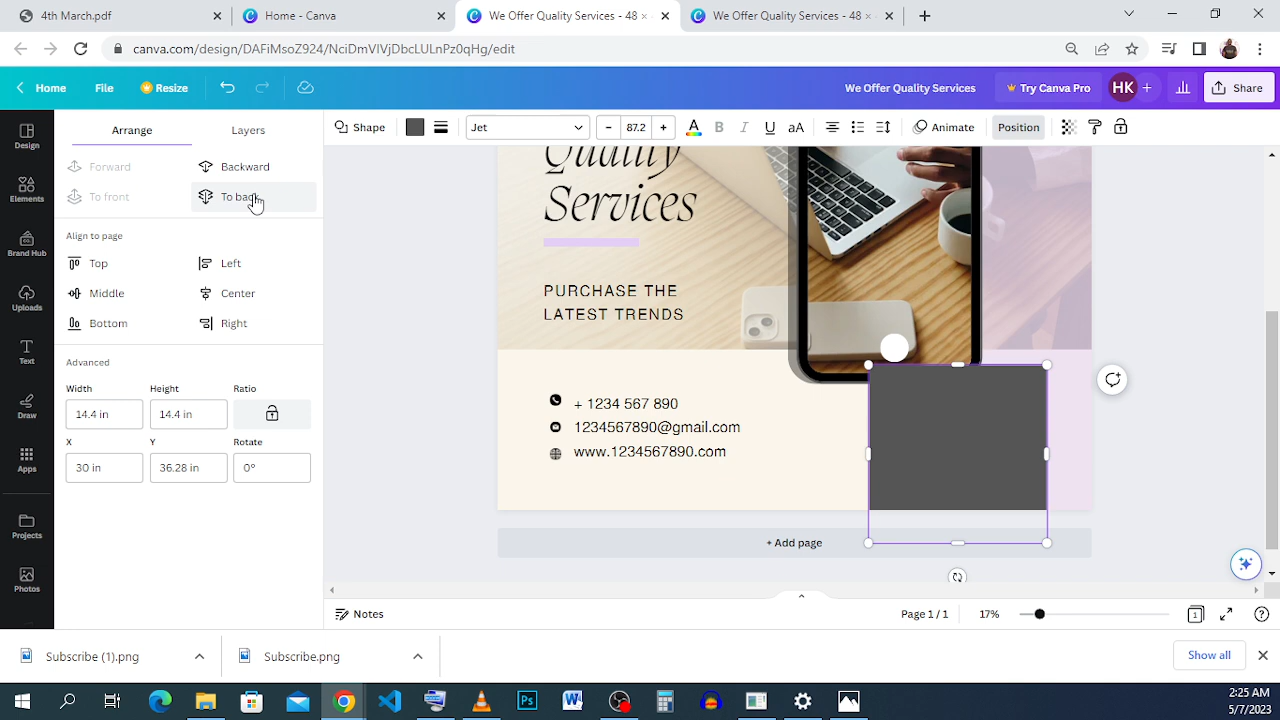 4th March.pdf
Home - Canva
We Offer Quality Services - 48 ×
We Offer Quality Services - 48 ×
canva.com/design/DAFiMsoZ924/NciDmVIVjDbcLULnPz0qHg/edit
Home
File
Resize
We Offer Quality Services
Try Canva Pro
HK
+
Share
Arrange
Layers
Shape
Jet
– 87.2 +
A B I U aA
Animate
Position
Design
Elements
Brand Hub
Uploads
Text
Draw
Apps
Projects
Photos
Forward
Backward
To front
To back
Align to page
Top
Left
Middle
Center
Bottom
Right
Advanced
Width
Height
Ratio
14.4 in
14.4 in
X
Y
Rotate
30 in
36.28 in
0°
Quality
Services
PURCHASE THE
LATEST TRENDS
+ 1234 567 890
1234567890@gmail.com
www.1234567890.com
+ Add page
Notes
Page 1 / 1
17%
1
Subscribe (1).png
Subscribe.png
Show all
2:25 AM
5/7/2023